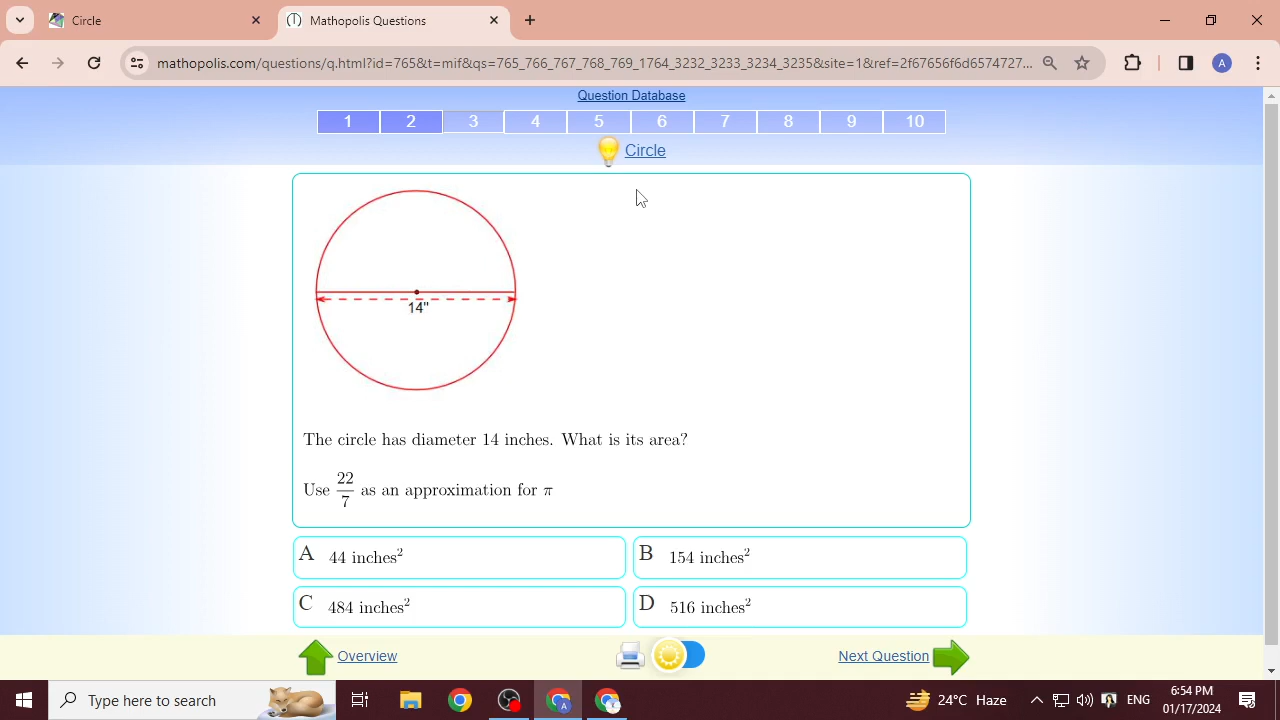 Circle
Mathopolis Questions
mathopolis.com/questions/q.html?id=765&t=mif&qs=765_766_767_768_769_1764_3232_3233_3234_3235&site=1&ref=2f67656f6d6574727...
A
Question Database
1 2 3 4 5 6 7 8 9 10
Circle
14"
The circle has diameter 14 inches. What is its area?
Use 22/7 as an approximation for π
A 44 inches²
B 154 inches²
C 484 inches²
D 516 inches²
Overview
Next Question
Type here to search
24°C Haze
ENG
6:54 PM
01/17/2024